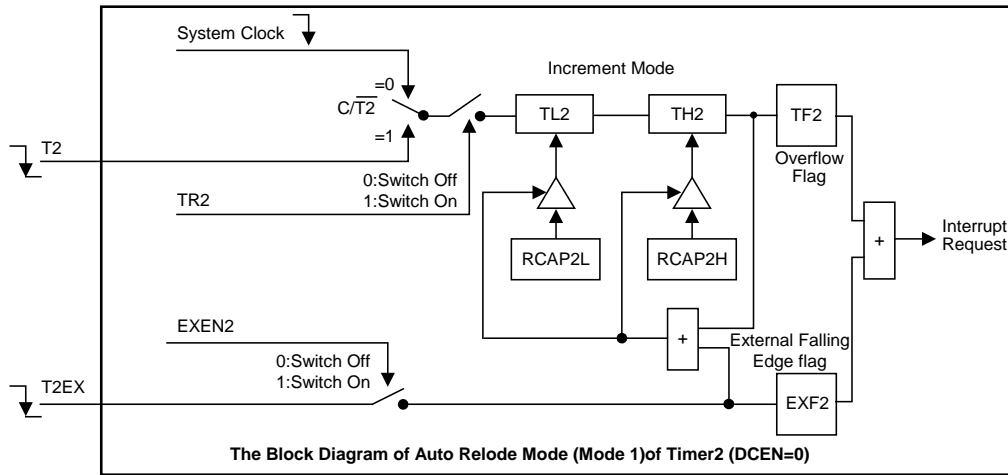 System Clock
Increment Mode
=0
C/T2
TL2
TH2
TF2
=1
T2
Overflow
Flag
0:Switch Off
1:Switch On
TR2
+
Interrupt
Request
RCAP2L
RCAP2H
EXEN2
+
External Falling
Edge flag
0:Switch Off
1:Switch On
T2EX
EXF2
The Block Diagram of Auto Relode Mode (Mode 1)of Timer2 (DCEN=0)